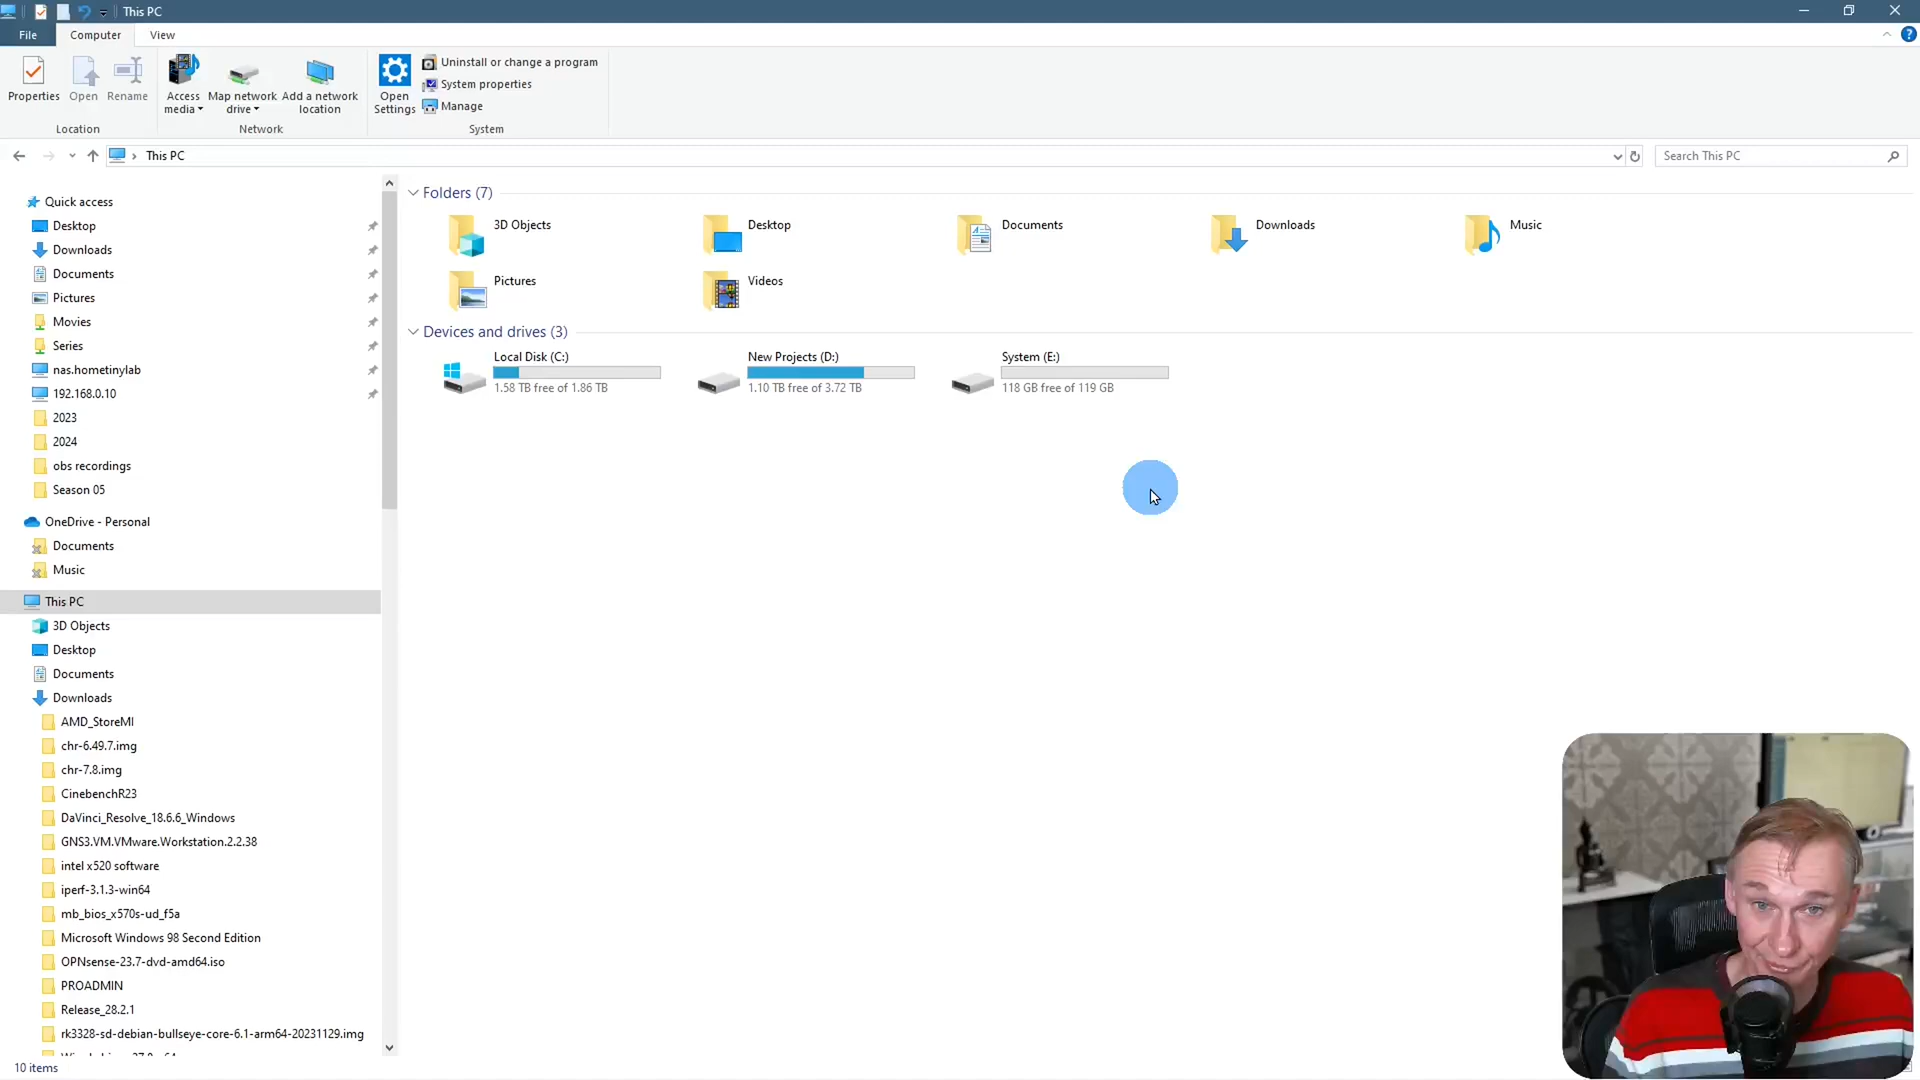 This PC
File
Computer
View
Properties
Open
Rename
Access
media
Map network
drive
Add a network
location
Open
Settings
Uninstall or change a program
System properties
Manage
Location
Network
System
This PC
Search This PC
Quick access
Desktop
Downloads
Documents
Pictures
Movies
Series
nas.hometinylab
192.168.0.10
2023
2024
obs recordings
Season 05
OneDrive - Personal
Documents
Music
This PC
3D Objects
Desktop
Documents
Downloads
AMD_StoreMI
chr-6.49.7.img
chr-7.8.img
CinebenchR23
DaVinci_Resolve_18.6.6_Windows
GNS3.VM.VMware.Workstation.2.2.38
intel x520 software
iperf-3.1.3-win64
mb_bios_x570s-ud_f5a
Microsoft Windows 98 Second Edition
OPNsense-23.7-dvd-amd64.iso
PROADMIN
Release_28.2.1
rk3328-sd-debian-bullseye-core-6.1-arm64-20231129.img
Folders (7)
3D Objects
Desktop
Documents
Downloads
Music
Pictures
Videos
Devices and drives (3)
Local Disk (C:)
1.58 TB free of 1.86 TB
New Projects (D:)
1.10 TB free of 3.72 TB
System (E:)
118 GB free of 119 GB
10 items